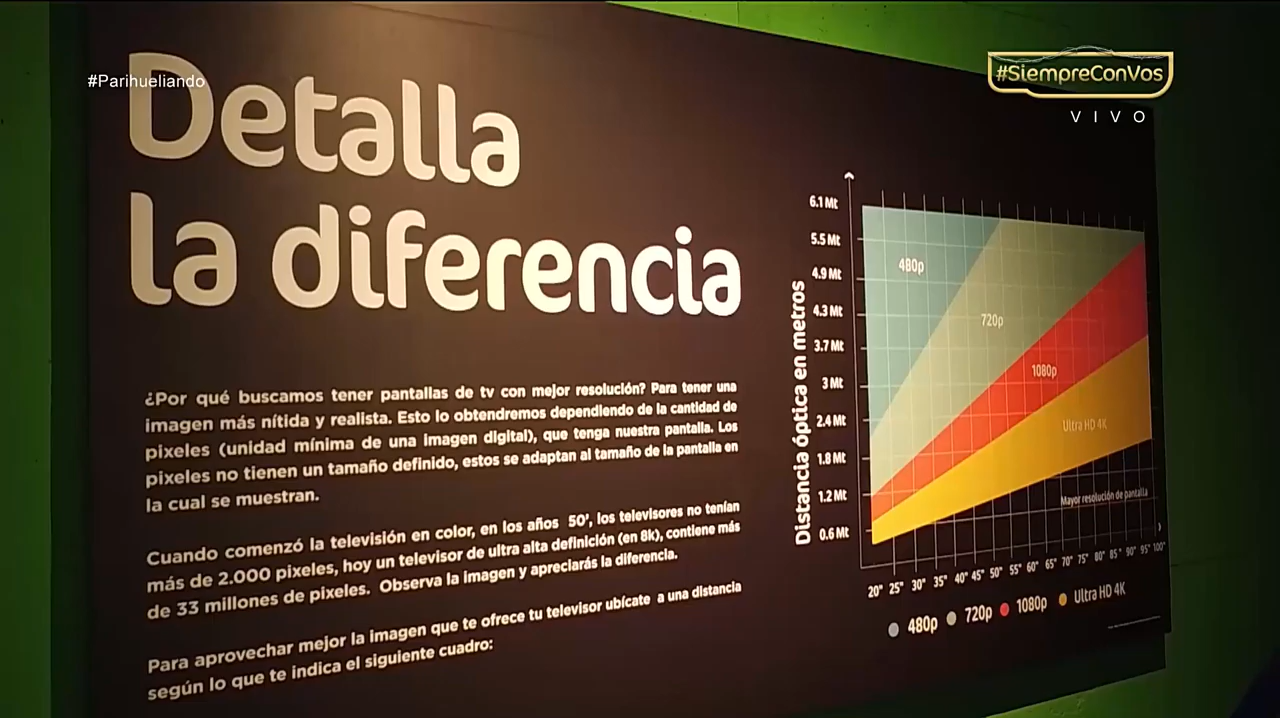 #Parihueliando
#SiempreConVos
VIVO
Detalla
la diferencia
¿Por qué buscamos tener pantallas de tv con mejor resolución? Para tener una
imagen más nítida y realista. Esto lo obtendremos dependiendo de la cantidad de
pixeles (unidad mínima de una imagen digital), que tenga nuestra pantalla. Los
pixeles no tienen un tamaño definido, estos se adaptan al tamaño de la pantalla en
la cual se muestran.
Cuando comenzó la televisión en color, en los años 50', los televisores no tenían
más de 2.000 pixeles, hoy un televisor de ultra alta definición (en 8k), contiene más
de 33 millones de pixeles. Observa la imagen y apreciarás la diferencia.
Para aprovechar mejor la imagen que te ofrece tu televisor ubícate a una distancia
según lo que te indica el siguiente cuadro:
Distancia óptica en metros
6.1 Mt
5.5 Mt
4.9 Mt
4.3 Mt
3.7 Mt
3 Mt
2.4 Mt
1.8 Mt
1.2 Mt
0.6 Mt
480p
720p
1080p
Ultra HD 4K
Mayor resolución de pantalla
20" 25" 30" 35" 40" 45" 50" 55" 60" 65" 70" 75" 80" 85" 90" 95" 100"
480p 720p 1080p Ultra HD 4K